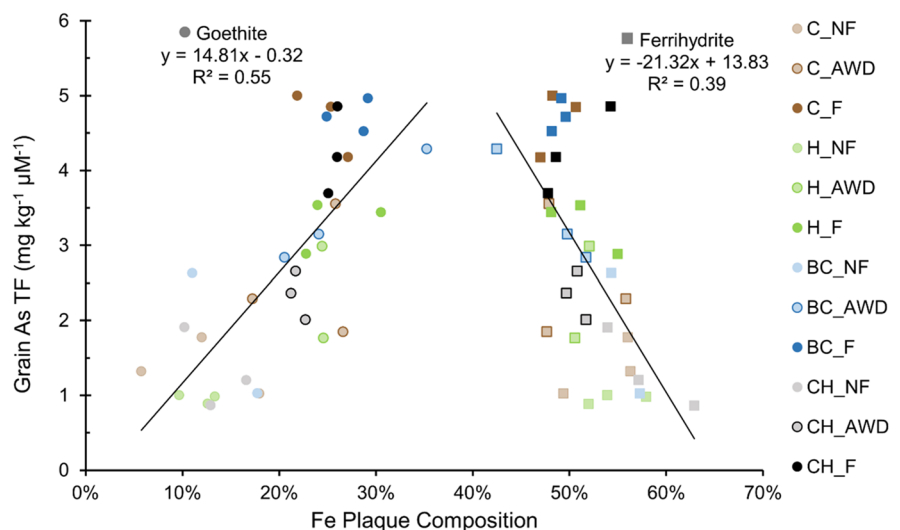 Goethite
y = 14.81x - 0.32
R² = 0.55
Ferrihydrite
y = -21.32x + 13.83
R² = 0.39
Grain As TF (mg kg⁻¹ µM⁻¹)
6
5
4
3
2
1
0
0% 10% 20% 30% 40% 50% 60% 70%
Fe Plaque Composition
C_NF
C_AWD
C_F
H_NF
H_AWD
H_F
BC_NF
BC_AWD
BC_F
CH_NF
CH_AWD
CH_F